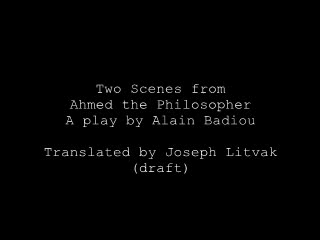 Two Scenes from
Ahmed the Philosopher
A play by Alain Badiou
Translated by Joseph Litvak
(draft)